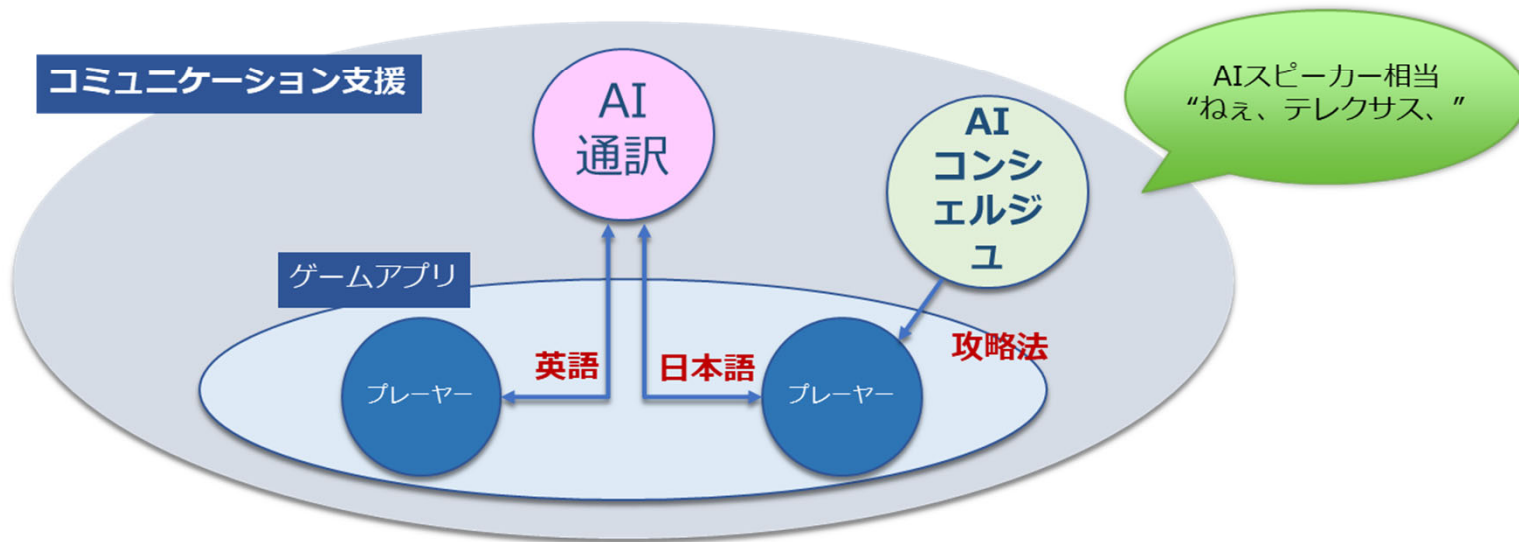 コミュニケーション支援
AI
通訳
AI
コンシ
ェルジ
ュ
AIスピーカー相当
“ねぇ、テレクサス、”
ゲームアプリ
プレーヤー
英語
日本語
プレーヤー
攻略法